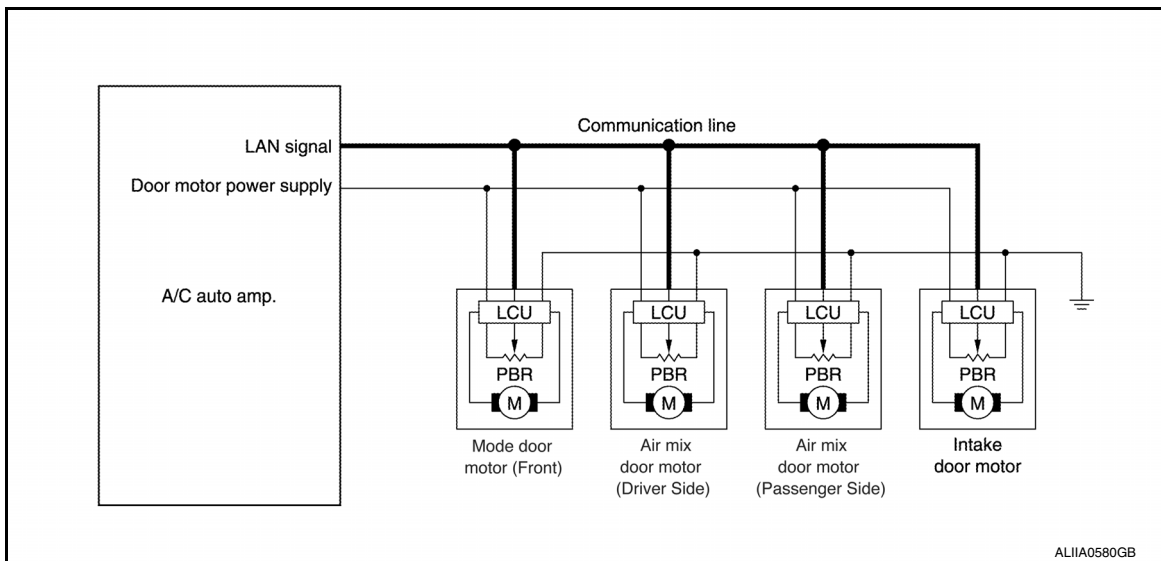 Communication line
LAN signal
Door motor power supply
A/C auto amp.
LCU
LCU
LCU
LCU
PBR
PBR
PBR
PBR
M
M
M
M
Mode door
motor (Front)
Air mix
door motor
(Driver Side)
Air mix
door motor
(Passenger Side)
Intake
door motor
ALIIA0580GB